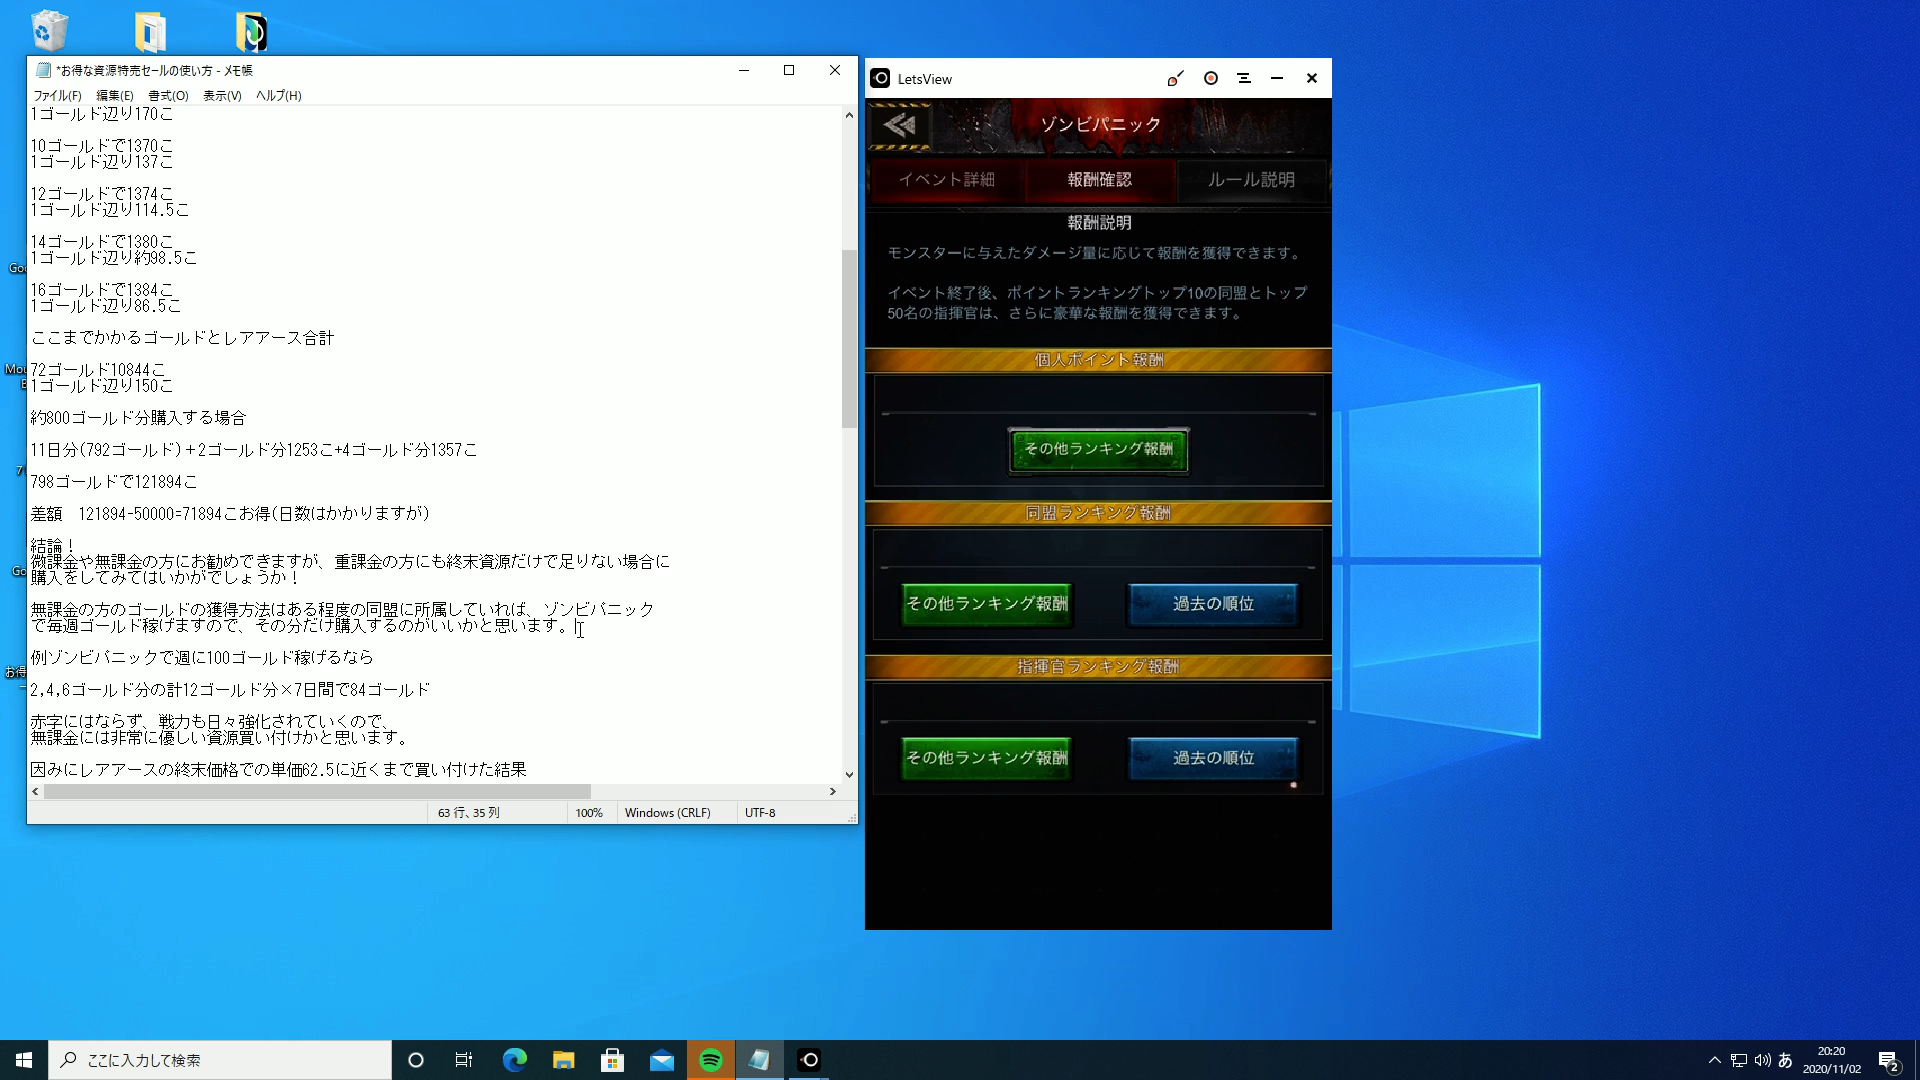 *お得な資源特売セールの使い方 - メモ帳
ファイル(F) 編集(E) 書式(O) 表示(V) ヘルプ(H)
1ゴールド辺り170こ
10ゴールドで1370こ
1ゴールド辺り137こ
12ゴールドで1374こ
1ゴールド辺り114.5こ
14ゴールドで1380こ
1ゴールド辺り約98.5こ
16ゴールドで1384こ
1ゴールド辺り86.5こ
ここまでかかるゴールドとレアアース合計
72ゴールド10844こ
1ゴールド辺り150こ
約800ゴールド分購入する場合
11日分(792ゴールド)+2ゴールド分1253こ+4ゴールド分1357こ
798ゴールドで121894こ
差額　121894-50000=71894こお得(日数はかかりますが)
結論！
微課金や無課金の方にお勧めできますが、重課金の方にも終末資源だけで足りない場合に
購入をしてみてはいかがでしょうか！
無課金の方のゴールドの獲得方法はある程度の同盟に所属していれば、ゾンビパニック
で毎週ゴールド稼げますので、その分だけ購入するのがいいかと思います。
例ゾンビパニックで週に100ゴールド稼げるなら
2,4,6ゴールド分の計12ゴールド分×7日間で84ゴールド
赤字にはならず、戦力も日々強化されていくので、
無課金には非常に優しい資源買い付けかと思います。
因みにレアアースの終末価格での単価62.5に近くまで買い付けた結果
63 行、35 列 100% Windows (CRLF) UTF-8
LetsView
ゾンビパニック
イベント詳細 報酬確認 ルール説明
報酬説明
モンスターに与えたダメージ量に応じて報酬を獲得できます。
イベント終了後、ポイントランキングトップ10の同盟とトップ
50名の指揮官は、さらに豪華な報酬を獲得できます。
個人ポイント報酬
その他ランキング報酬
同盟ランキング報酬
その他ランキング報酬 過去の順位
指揮官ランキング報酬
その他ランキング報酬 過去の順位
ここに入力して検索
あ
20:20
2020/11/02
2